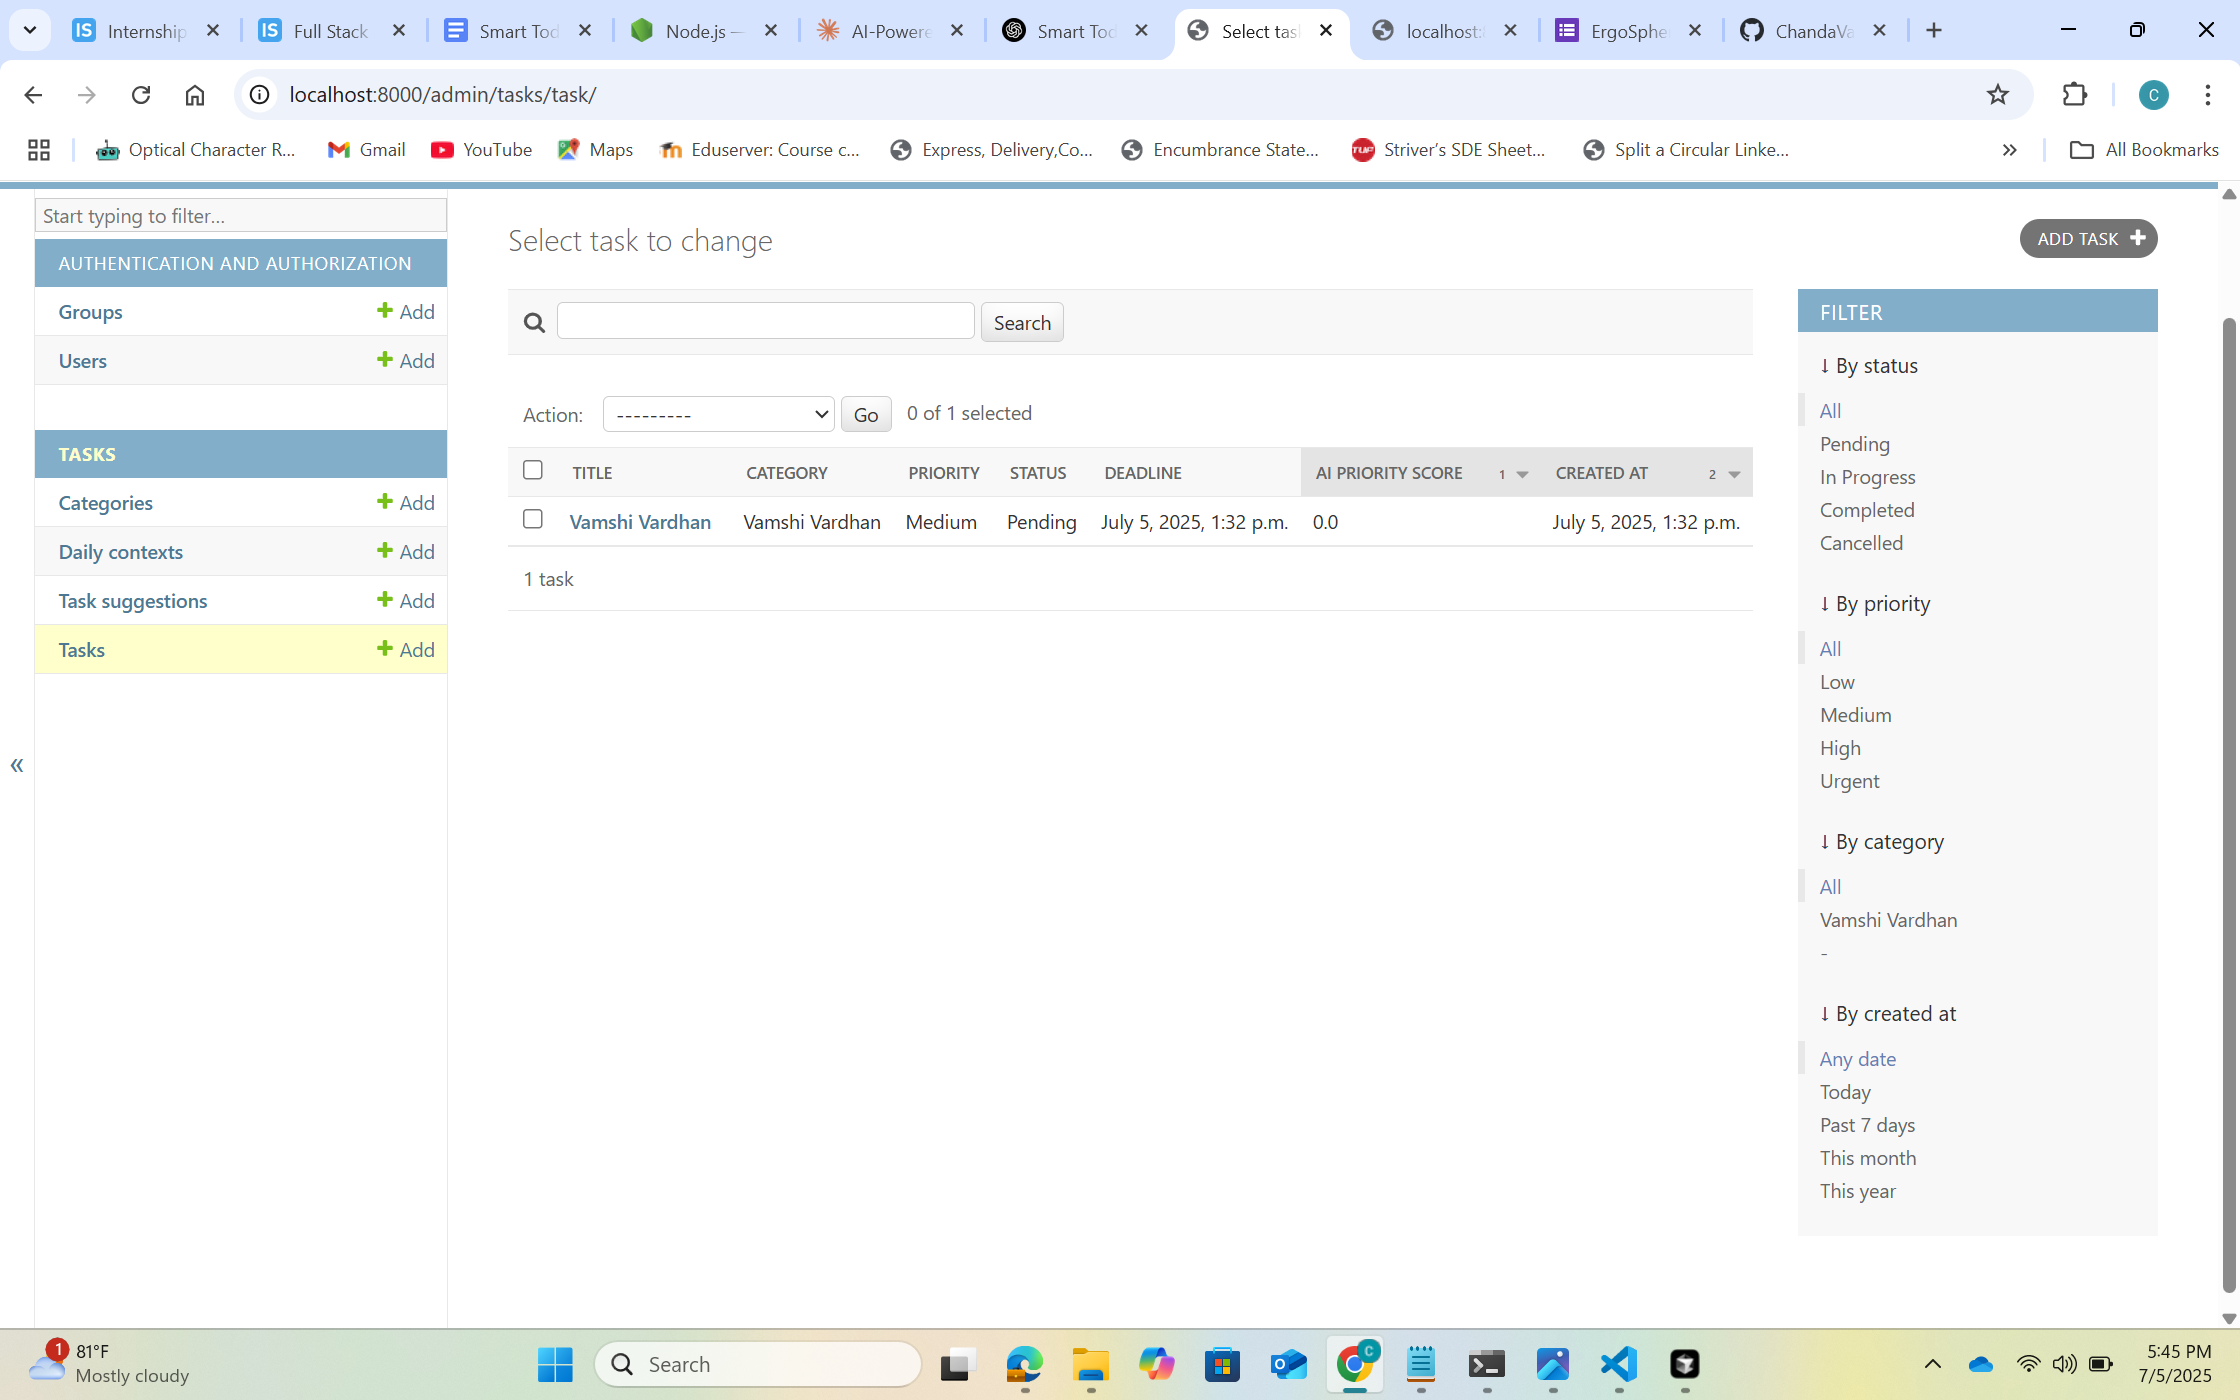 Internship
Full Stack
Smart Tod
Node.js —
AI-Powere
Smart Tod
Select tas
localhost:8
ErgoSphe
ChandaVa
localhost:8000/admin/tasks/task/
C
Optical Character R...
Gmail
YouTube
Maps
Eduserver: Course c...
Express, Delivery,Co...
Encumbrance State...
Striver's SDE Sheet...
Split a Circular Linke...
»
All Bookmarks
Start typing to filter...
AUTHENTICATION AND AUTHORIZATION
Groups + Add
Users + Add
TASKS
Categories + Add
Daily contexts + Add
Task suggestions + Add
Tasks + Add
«
Select task to change
ADD TASK +
Search
Action: --------- Go 0 of 1 selected
TITLE CATEGORY PRIORITY STATUS DEADLINE AI PRIORITY SCORE 1 CREATED AT 2
Vamshi Vardhan Vamshi Vardhan Medium Pending July 5, 2025, 1:32 p.m. 0.0 July 5, 2025, 1:32 p.m.
1 task
FILTER
↓ By status
All
Pending
In Progress
Completed
Cancelled
↓ By priority
All
Low
Medium
High
Urgent
↓ By category
All
Vamshi Vardhan
-
↓ By created at
Any date
Today
Past 7 days
This month
This year
1
81°F
Mostly cloudy
Search
5:45 PM
7/5/2025